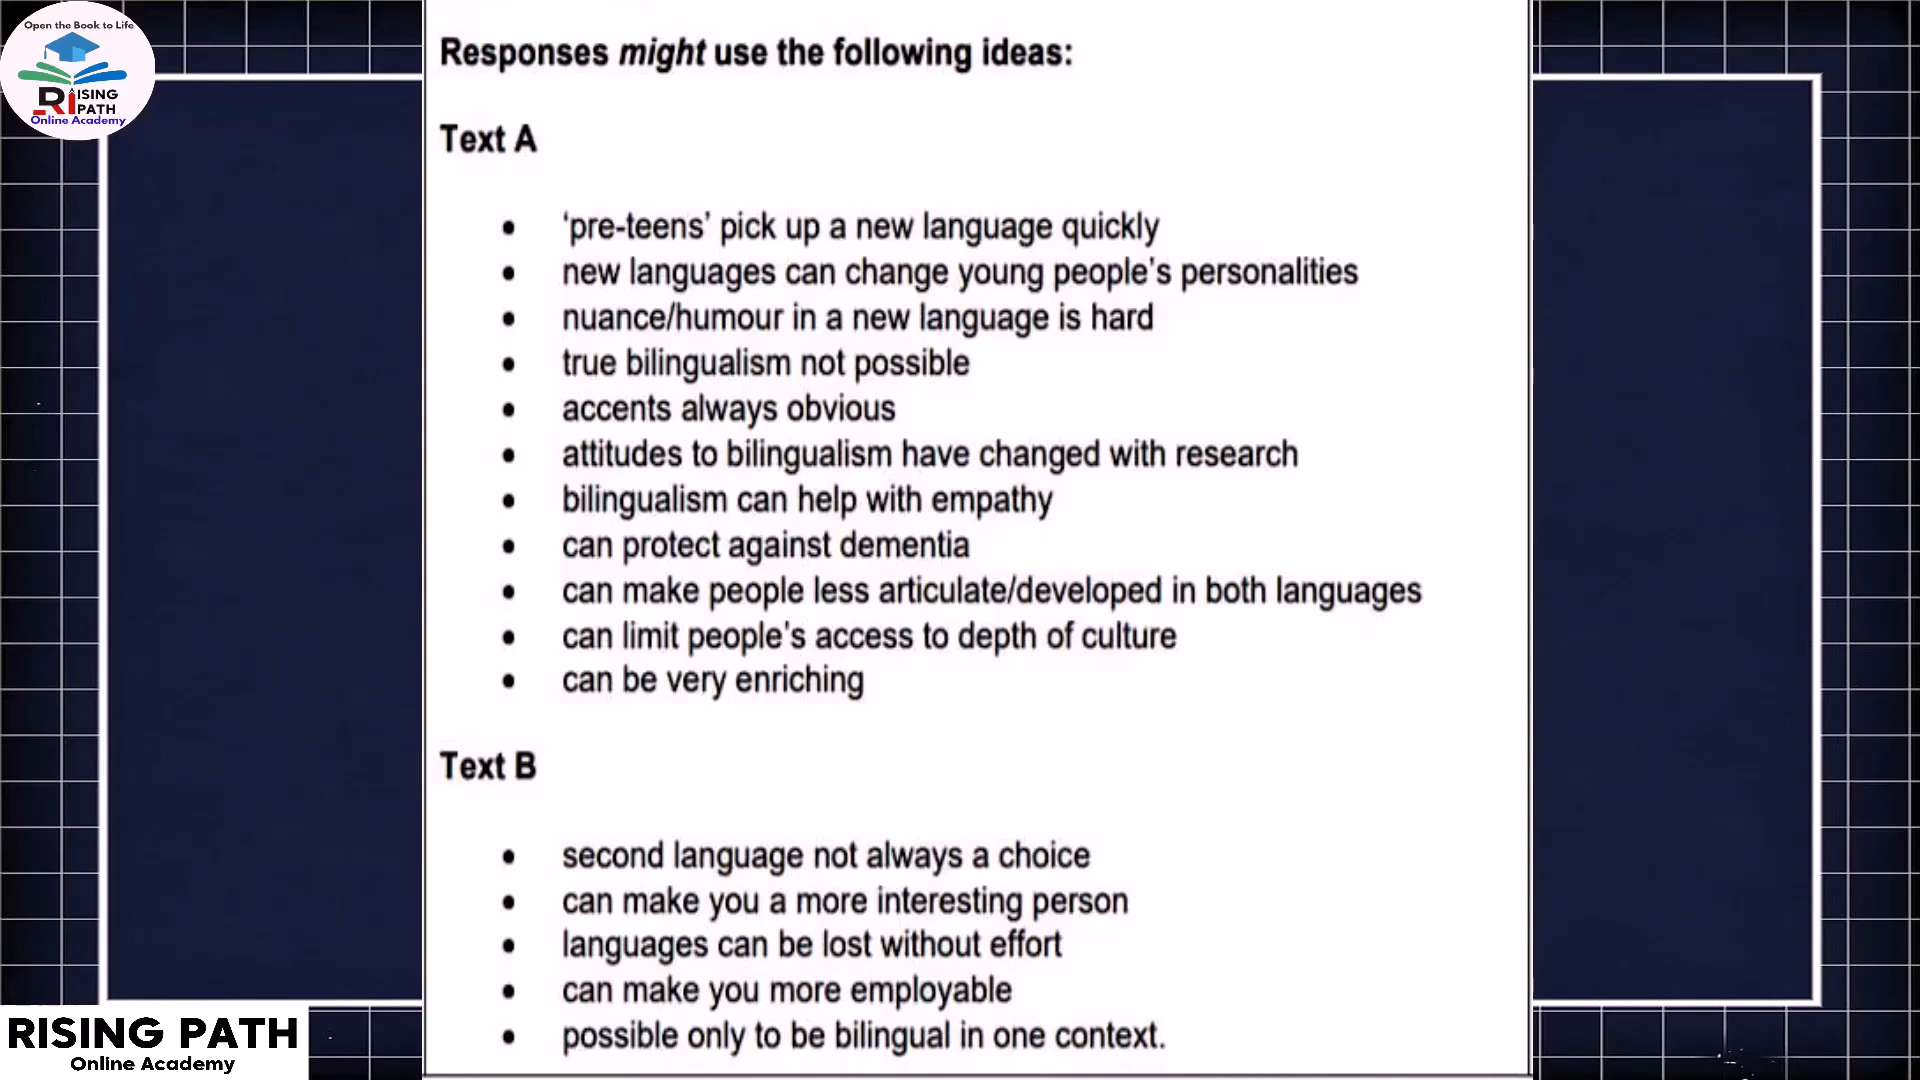 Open the Book to Life
RISING
PATH
Online Academy
Responses might use the following ideas:
Text A
• ‘pre-teens’ pick up a new language quickly
• new languages can change young people’s personalities
• nuance/humour in a new language is hard
• true bilingualism not possible
• accents always obvious
• attitudes to bilingualism have changed with research
• bilingualism can help with empathy
• can protect against dementia
• can make people less articulate/developed in both languages
• can limit people’s access to depth of culture
• can be very enriching
Text B
• second language not always a choice
• can make you a more interesting person
• languages can be lost without effort
• can make you more employable
• possible only to be bilingual in one context.
RISING PATH
Online Academy